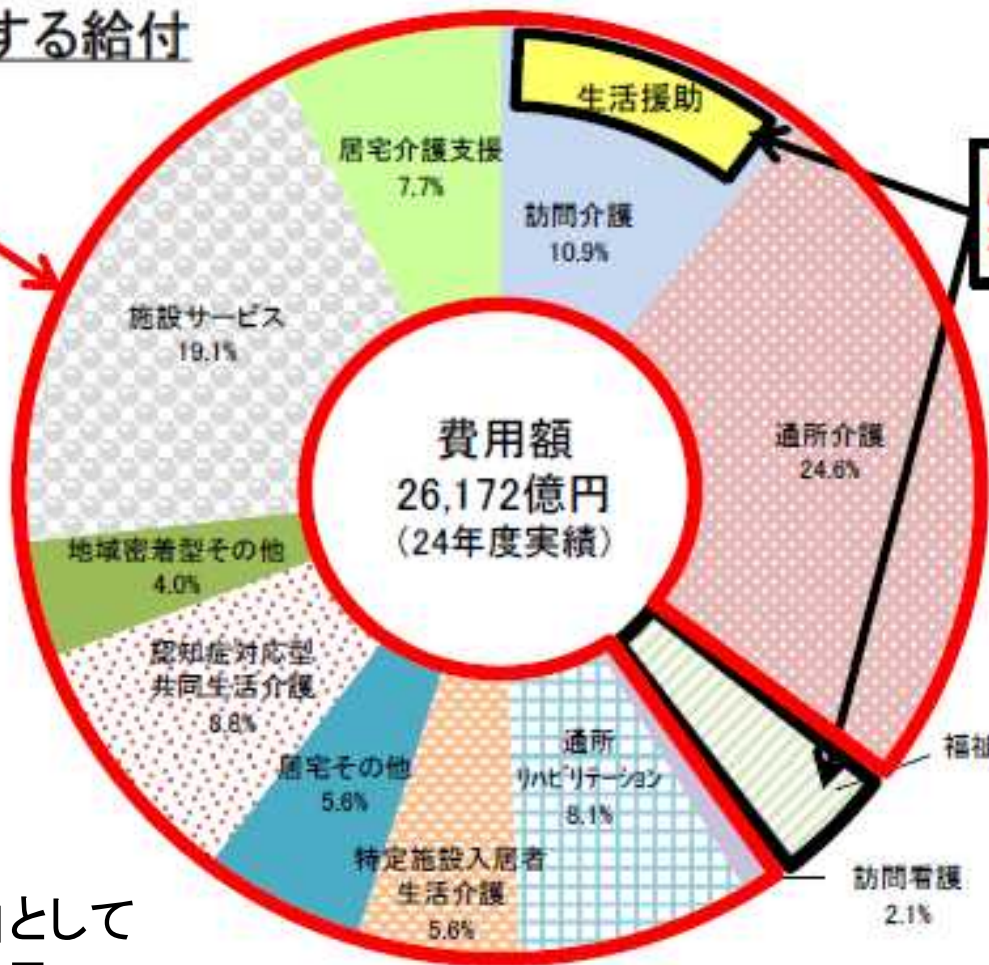 する給付
生活援助
居宅介護支援
7.7%
訪問介護
10.9%
施設サービス
19.1%
通所介護
24.6%
費用額
26,172億円
（24年度実績）
地域密着型その他
4.0%
認知症対応型
共同生活介護
8.8%
居宅その他
5.6%
特定施設入居者
生活介護
5.6%
通所
リハビリテーション
8.1%
福祉
訪問看護
2.1%
として